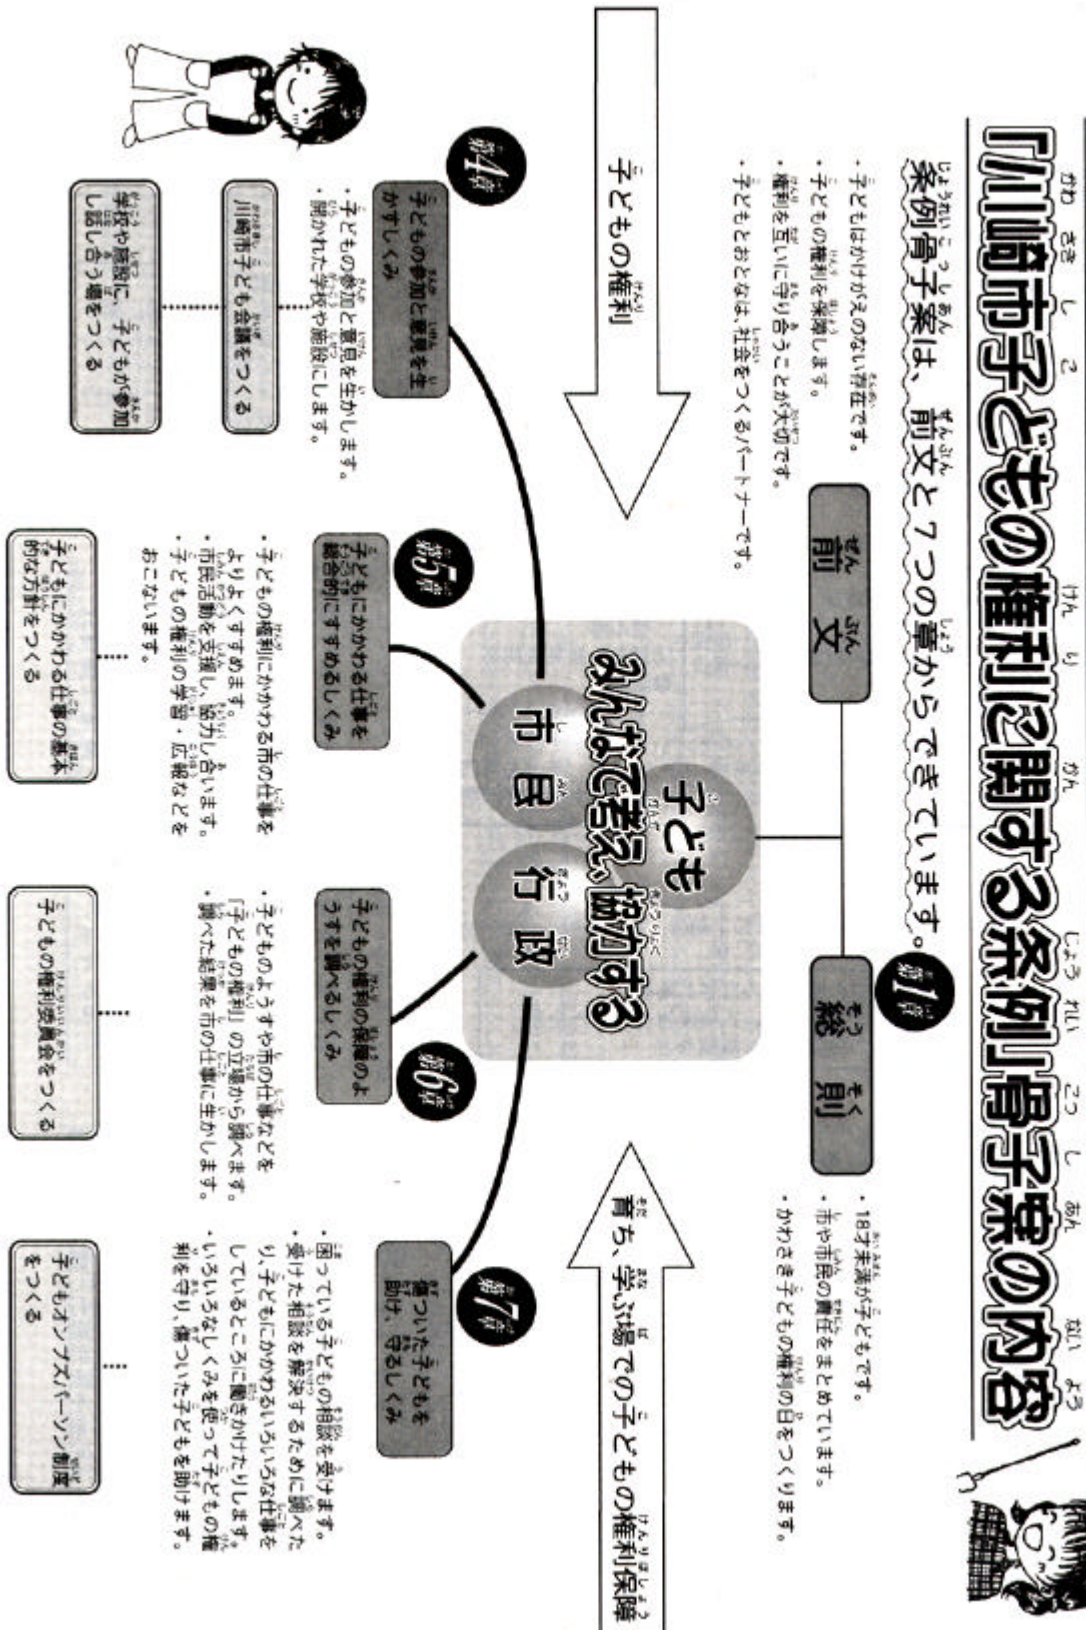 『川崎市子どもの権利に関する条例』骨子案の内容
条例骨子案は、前文と7つの章からできています。
前文
・子どもはかけがえのない存在です。
・子どもの権利を保障します。
・権利を互いに守り合うことが大切です。
・子どもとおとなは、社会をつくるパートナーです。
第1章
総則
・18才未満が子どもです。
・市や市民の責任をまとめています。
・かわさき子どもの権利の日をつくります。
子どもの権利
育ち、学ぶ場での子どもの権利保障
子ども
みんなで考え、協力する
市民
行政
第4章
子どもの参加と意見を生
かすしくみ
・子どもの参加と意見を生かします。
・開かれた学校や施設にします。
川崎市子ども会議をつくる
学校や施設に、子どもが参加
し話し合う場をつくる
第5章
子どもにかかわる仕事を
総合的にすすめるしくみ
・子どもの権利にかかわる市の仕事を
よりよくすすめます。
・市民活動を支援し、協力し合います。
・子どもの権利の学習・広報などを
おこないます。
子どもにかかわる仕事の基本
的な方針をつくる
第6章
子どもの権利の保障のよ
うすを調べるしくみ
・子どものようすや市の仕事などを
「子どもの権利」の立場から調べます。
・調べた結果を市の仕事に生かします。
子どもの権利委員会をつくる
第7章
傷ついた子どもを
助け、守るしくみ
・困っている子どもの相談を受けます。
・受けた相談を解決するために調べた
り、子どもにかかわるいろいろな仕事を
しているところに働きかけたりします。
・いろいろなしくみを使って子どもの権
利を守り、傷ついた子どもを助けます。
子どもオンブズパーソン制度
をつくる